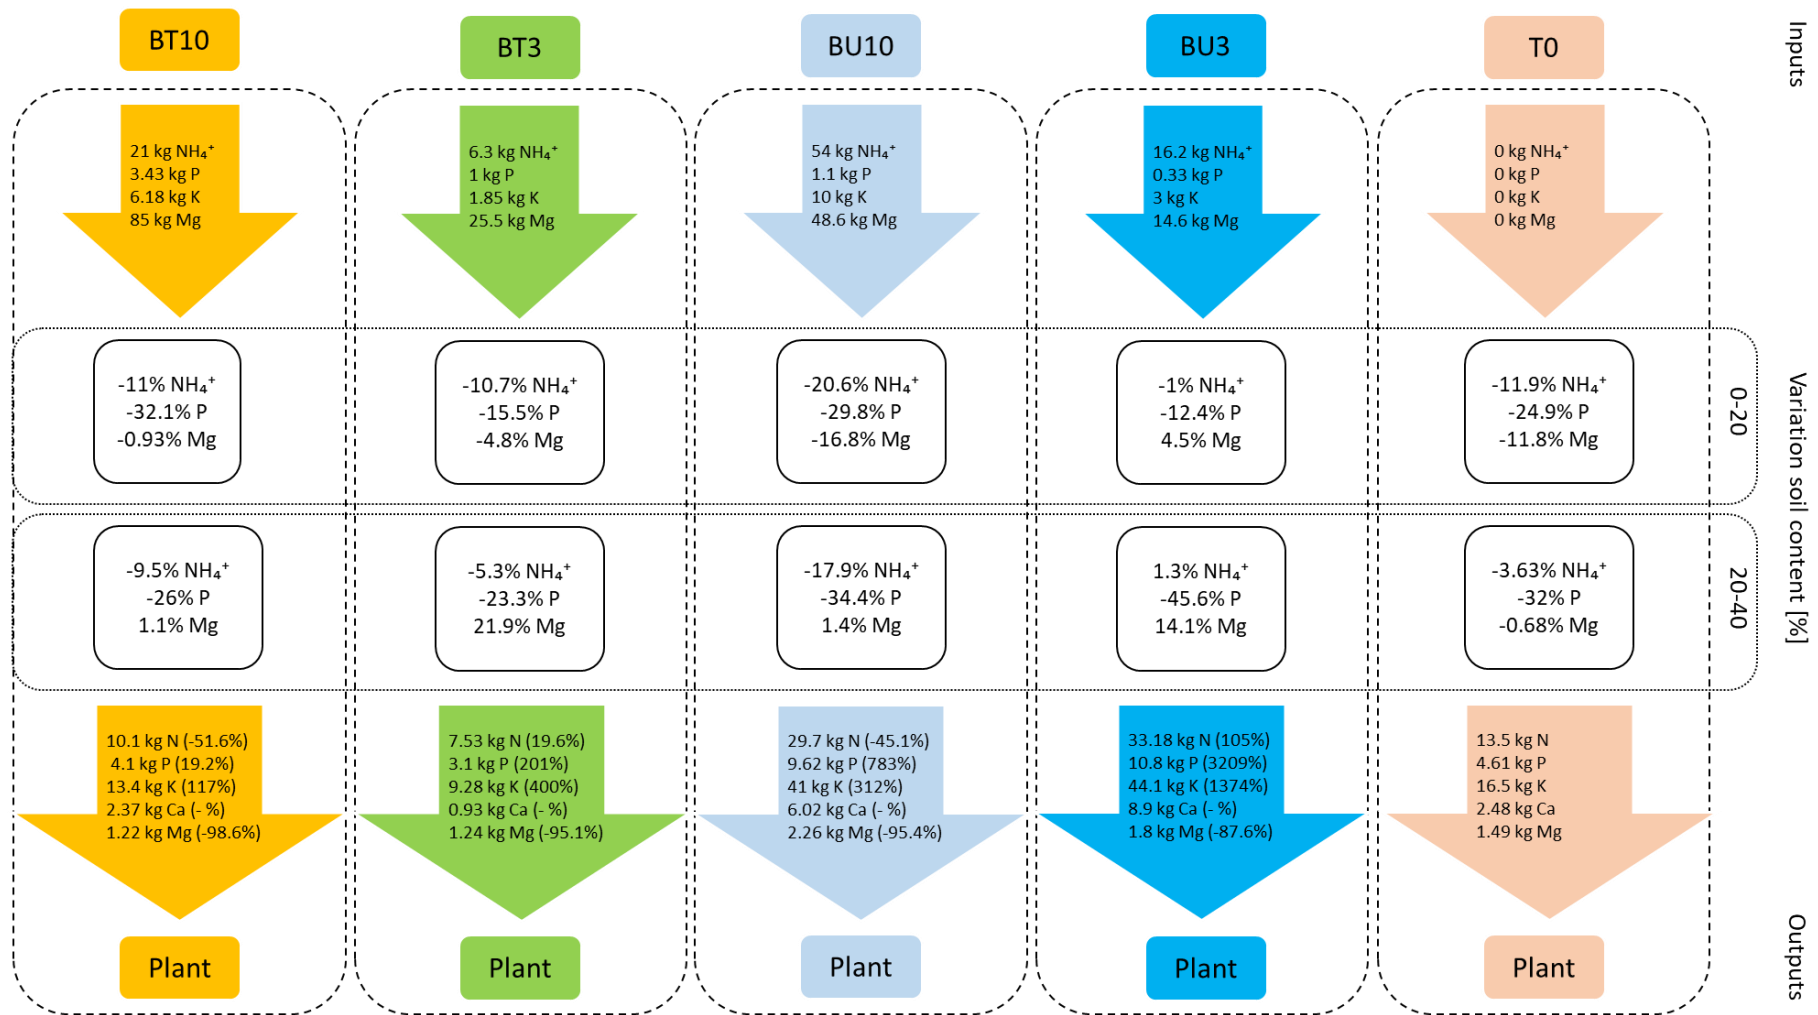 BT10
BT3
BU10
BU3
T0
Inputs
21 kg NH₄⁺
3.43 kg P
6.18 kg K
85 kg Mg
6.3 kg NH₄⁺
1 kg P
1.85 kg K
25.5 kg Mg
54 kg NH₄⁺
1.1 kg P
10 kg K
48.6 kg Mg
16.2 kg NH₄⁺
0.33 kg P
3 kg K
14.6 kg Mg
0 kg NH₄⁺
0 kg P
0 kg K
0 kg Mg
-11% NH₄⁺
-32.1% P
-0.93% Mg
-10.7% NH₄⁺
-15.5% P
-4.8% Mg
-20.6% NH₄⁺
-29.8% P
-16.8% Mg
-1% NH₄⁺
-12.4% P
4.5% Mg
-11.9% NH₄⁺
-24.9% P
-11.8% Mg
0-20
Variation soil content [%]
-9.5% NH₄⁺
-26% P
1.1% Mg
-5.3% NH₄⁺
-23.3% P
21.9% Mg
-17.9% NH₄⁺
-34.4% P
1.4% Mg
1.3% NH₄⁺
-45.6% P
14.1% Mg
-3.63% NH₄⁺
-32% P
-0.68% Mg
20-40
10.1 kg N (-51.6%)
4.1 kg P (19.2%)
13.4 kg K (117%)
2.37 kg Ca (- %)
1.22 kg Mg (-98.6%)
7.53 kg N (19.6%)
3.1 kg P (201%)
9.28 kg K (400%)
0.93 kg Ca (- %)
1.24 kg Mg (-95.1%)
29.7 kg N (-45.1%)
9.62 kg P (783%)
41 kg K (312%)
6.02 kg Ca (- %)
2.26 kg Mg (-95.4%)
33.18 kg N (105%)
10.8 kg P (3209%)
44.1 kg K (1374%)
8.9 kg Ca (- %)
1.8 kg Mg (-87.6%)
13.5 kg N
4.61 kg P
16.5 kg K
2.48 kg Ca
1.49 kg Mg
Plant
Plant
Plant
Plant
Plant
Outputs